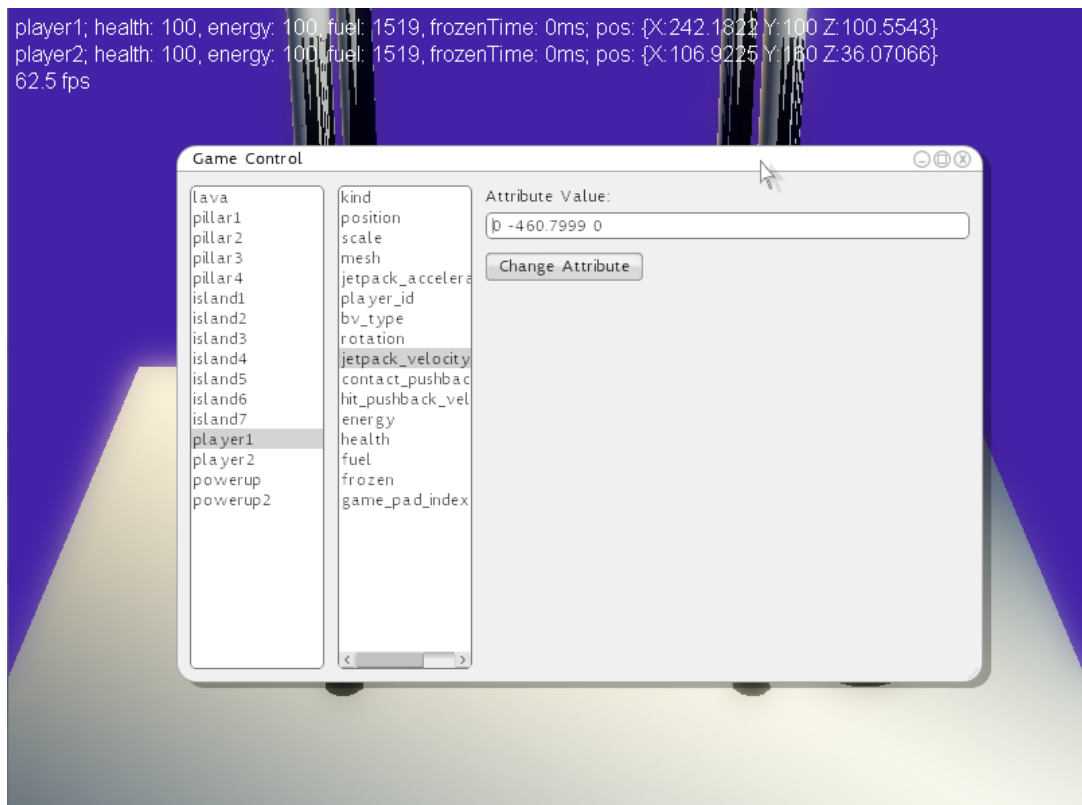 player1; health: 100, energy: 100, fuel: 1519, frozenTime: 0ms; pos: {X:242.1822 Y:100 Z:100.5543}
player2; health: 100, energy: 100, fuel: 1519, frozenTime: 0ms; pos: {X:106.9225 Y:160 Z:36.07066}
62.5 fps
Game Control
lava
pillar1
pillar2
pillar3
pillar4
island1
island2
island3
island4
island5
island6
island7
player1
player2
powerup
powerup2
kind
position
scale
mesh
jetpack_accelera
player_id
bv_type
rotation
jetpack_velocity
contact_pushbac
hit_pushback_vel
energy
health
fuel
frozen
game_pad_index
Attribute Value:
0 -460.7999 0
Change Attribute